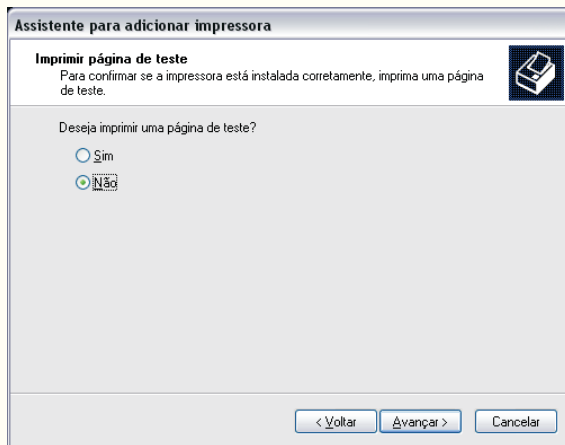 Assistente para adicionar impressora
Imprimir página de teste
Para confirmar se a impressora está instalada corretamente, imprima uma página
de teste.
Deseja imprimir uma página de teste?
Sim
Não
< Voltar
Avançar >
Cancelar